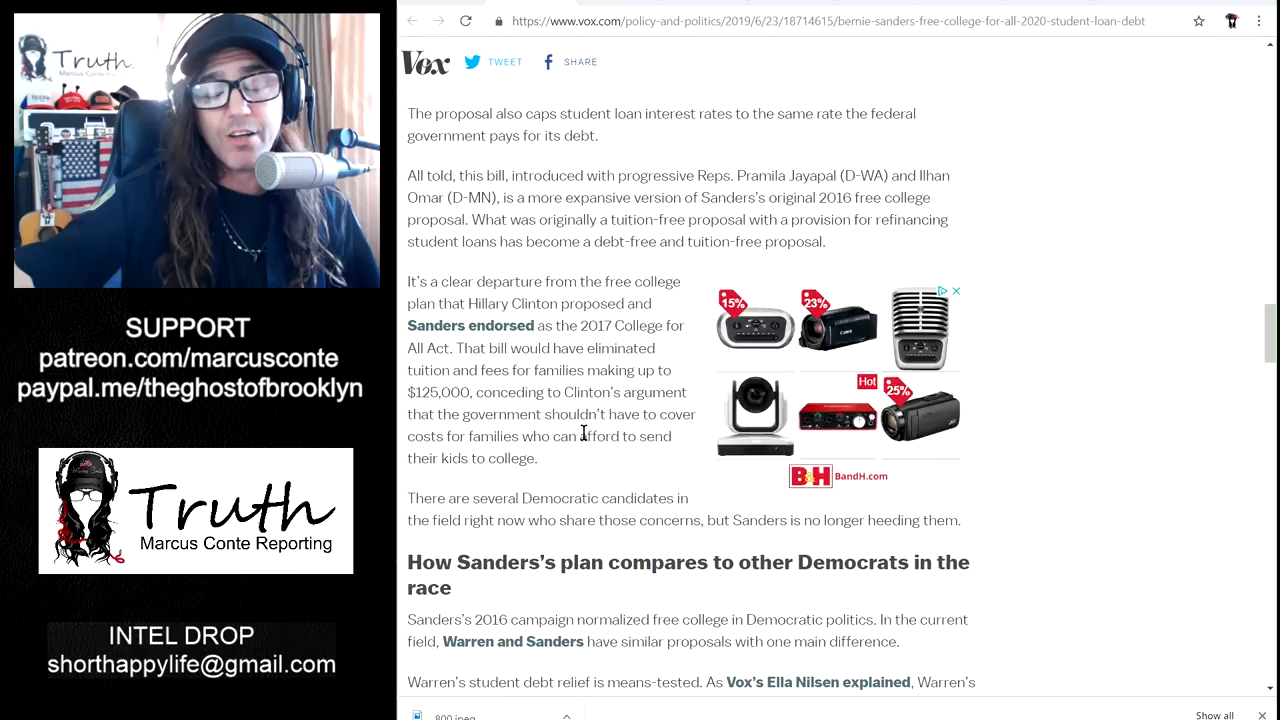 Truth.
Marcus Conte
SUPPORT
patreon.com/marcusconte
paypal.me/theghostofbrooklyn
Truth
Marcus Conte Reporting
INTEL DROP
shorthappylife@gmail.com
https://www.vox.com/policy-and-politics/2019/6/23/18714615/bernie-sanders-free-college-for-all-2020-student-loan-debt
Vox TWEET SHARE
The proposal also caps student loan interest rates to the same rate the federal
government pays for its debt.
All told, this bill, introduced with progressive Reps. Pramila Jayapal (D-WA) and Ilhan
Omar (D-MN), is a more expansive version of Sanders's original 2016 free college
proposal. What was originally a tuition-free proposal with a provision for refinancing
student loans has become a debt-free and tuition-free proposal.
It's a clear departure from the free college
plan that Hillary Clinton proposed and
Sanders endorsed as the 2017 College for
All Act. That bill would have eliminated
tuition and fees for families making up to
$125,000, conceding to Clinton's argument
that the government shouldn't have to cover
costs for families who can afford to send
their kids to college.
15% 23%
Hot 25%
B&H BandH.com
There are several Democratic candidates in
the field right now who share those concerns, but Sanders is no longer heeding them.
How Sanders's plan compares to other Democrats in the
race
Sanders's 2016 campaign normalized free college in Democratic politics. In the current
field, Warren and Sanders have similar proposals with one main difference.
Warren's student debt relief is means-tested. As Vox's Ella Nilsen explained, Warren's
800.jpeg
Show all